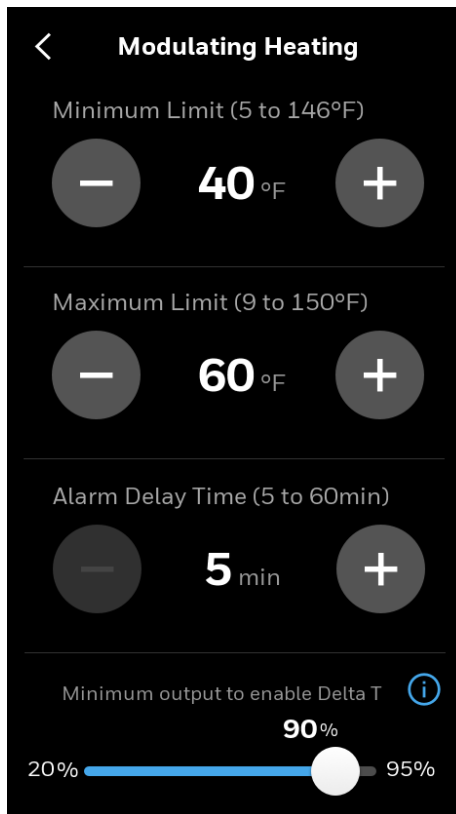 Modulating Heating
Minimum Limit (5 to 146°F)
40 °F
Maximum Limit (9 to 150°F)
60 °F
Alarm Delay Time (5 to 60min)
5 min
Minimum output to enable Delta T
90%
20% 95%